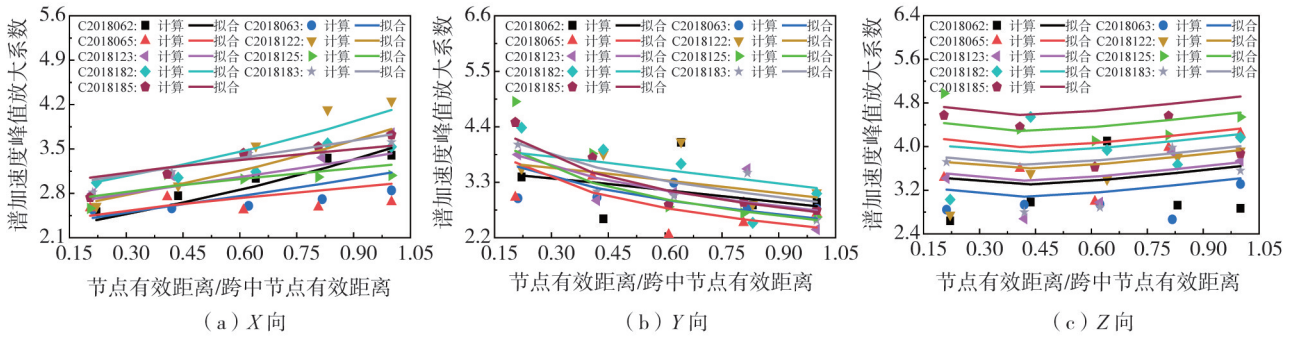 谱加速度峰值放大系数
5.6
4.9
4.2
3.5
2.8
2.1
C2018062: 计算 拟合 C2018063: 计算 拟合
C2018065: 计算 拟合 C2018122: 计算 拟合
C2018123: 计算 拟合 C2018125: 计算 拟合
C2018182: 计算 拟合 C2018183: 计算 拟合
C2018185: 计算 拟合
0.15 0.30 0.45 0.60 0.75 0.90 1.05
节点有效距离/跨中节点有效距离
(a) X向
谱加速度峰值放大系数
6.6
5.5
4.4
3.3
2.2
C2018062: 计算 拟合 C2018063: 计算 拟合
C2018065: 计算 拟合 C2018122: 计算 拟合
C2018123: 计算 拟合 C2018125: 计算 拟合
C2018182: 计算 拟合 C2018183: 计算 拟合
C2018185: 计算 拟合
0.15 0.30 0.45 0.60 0.75 0.90 1.05
节点有效距离/跨中节点有效距离
(b) Y向
谱加速度峰值放大系数
6.4
5.6
4.8
4.0
3.2
2.4
C2018062: 计算 拟合 C2018063: 计算 拟合
C2018065: 计算 拟合 C2018122: 计算 拟合
C2018123: 计算 拟合 C2018125: 计算 拟合
C2018182: 计算 拟合 C2018183: 计算 拟合
C2018185: 计算 拟合
0.15 0.30 0.45 0.60 0.75 0.90 1.05
节点有效距离/跨中节点有效距离
(c) Z向